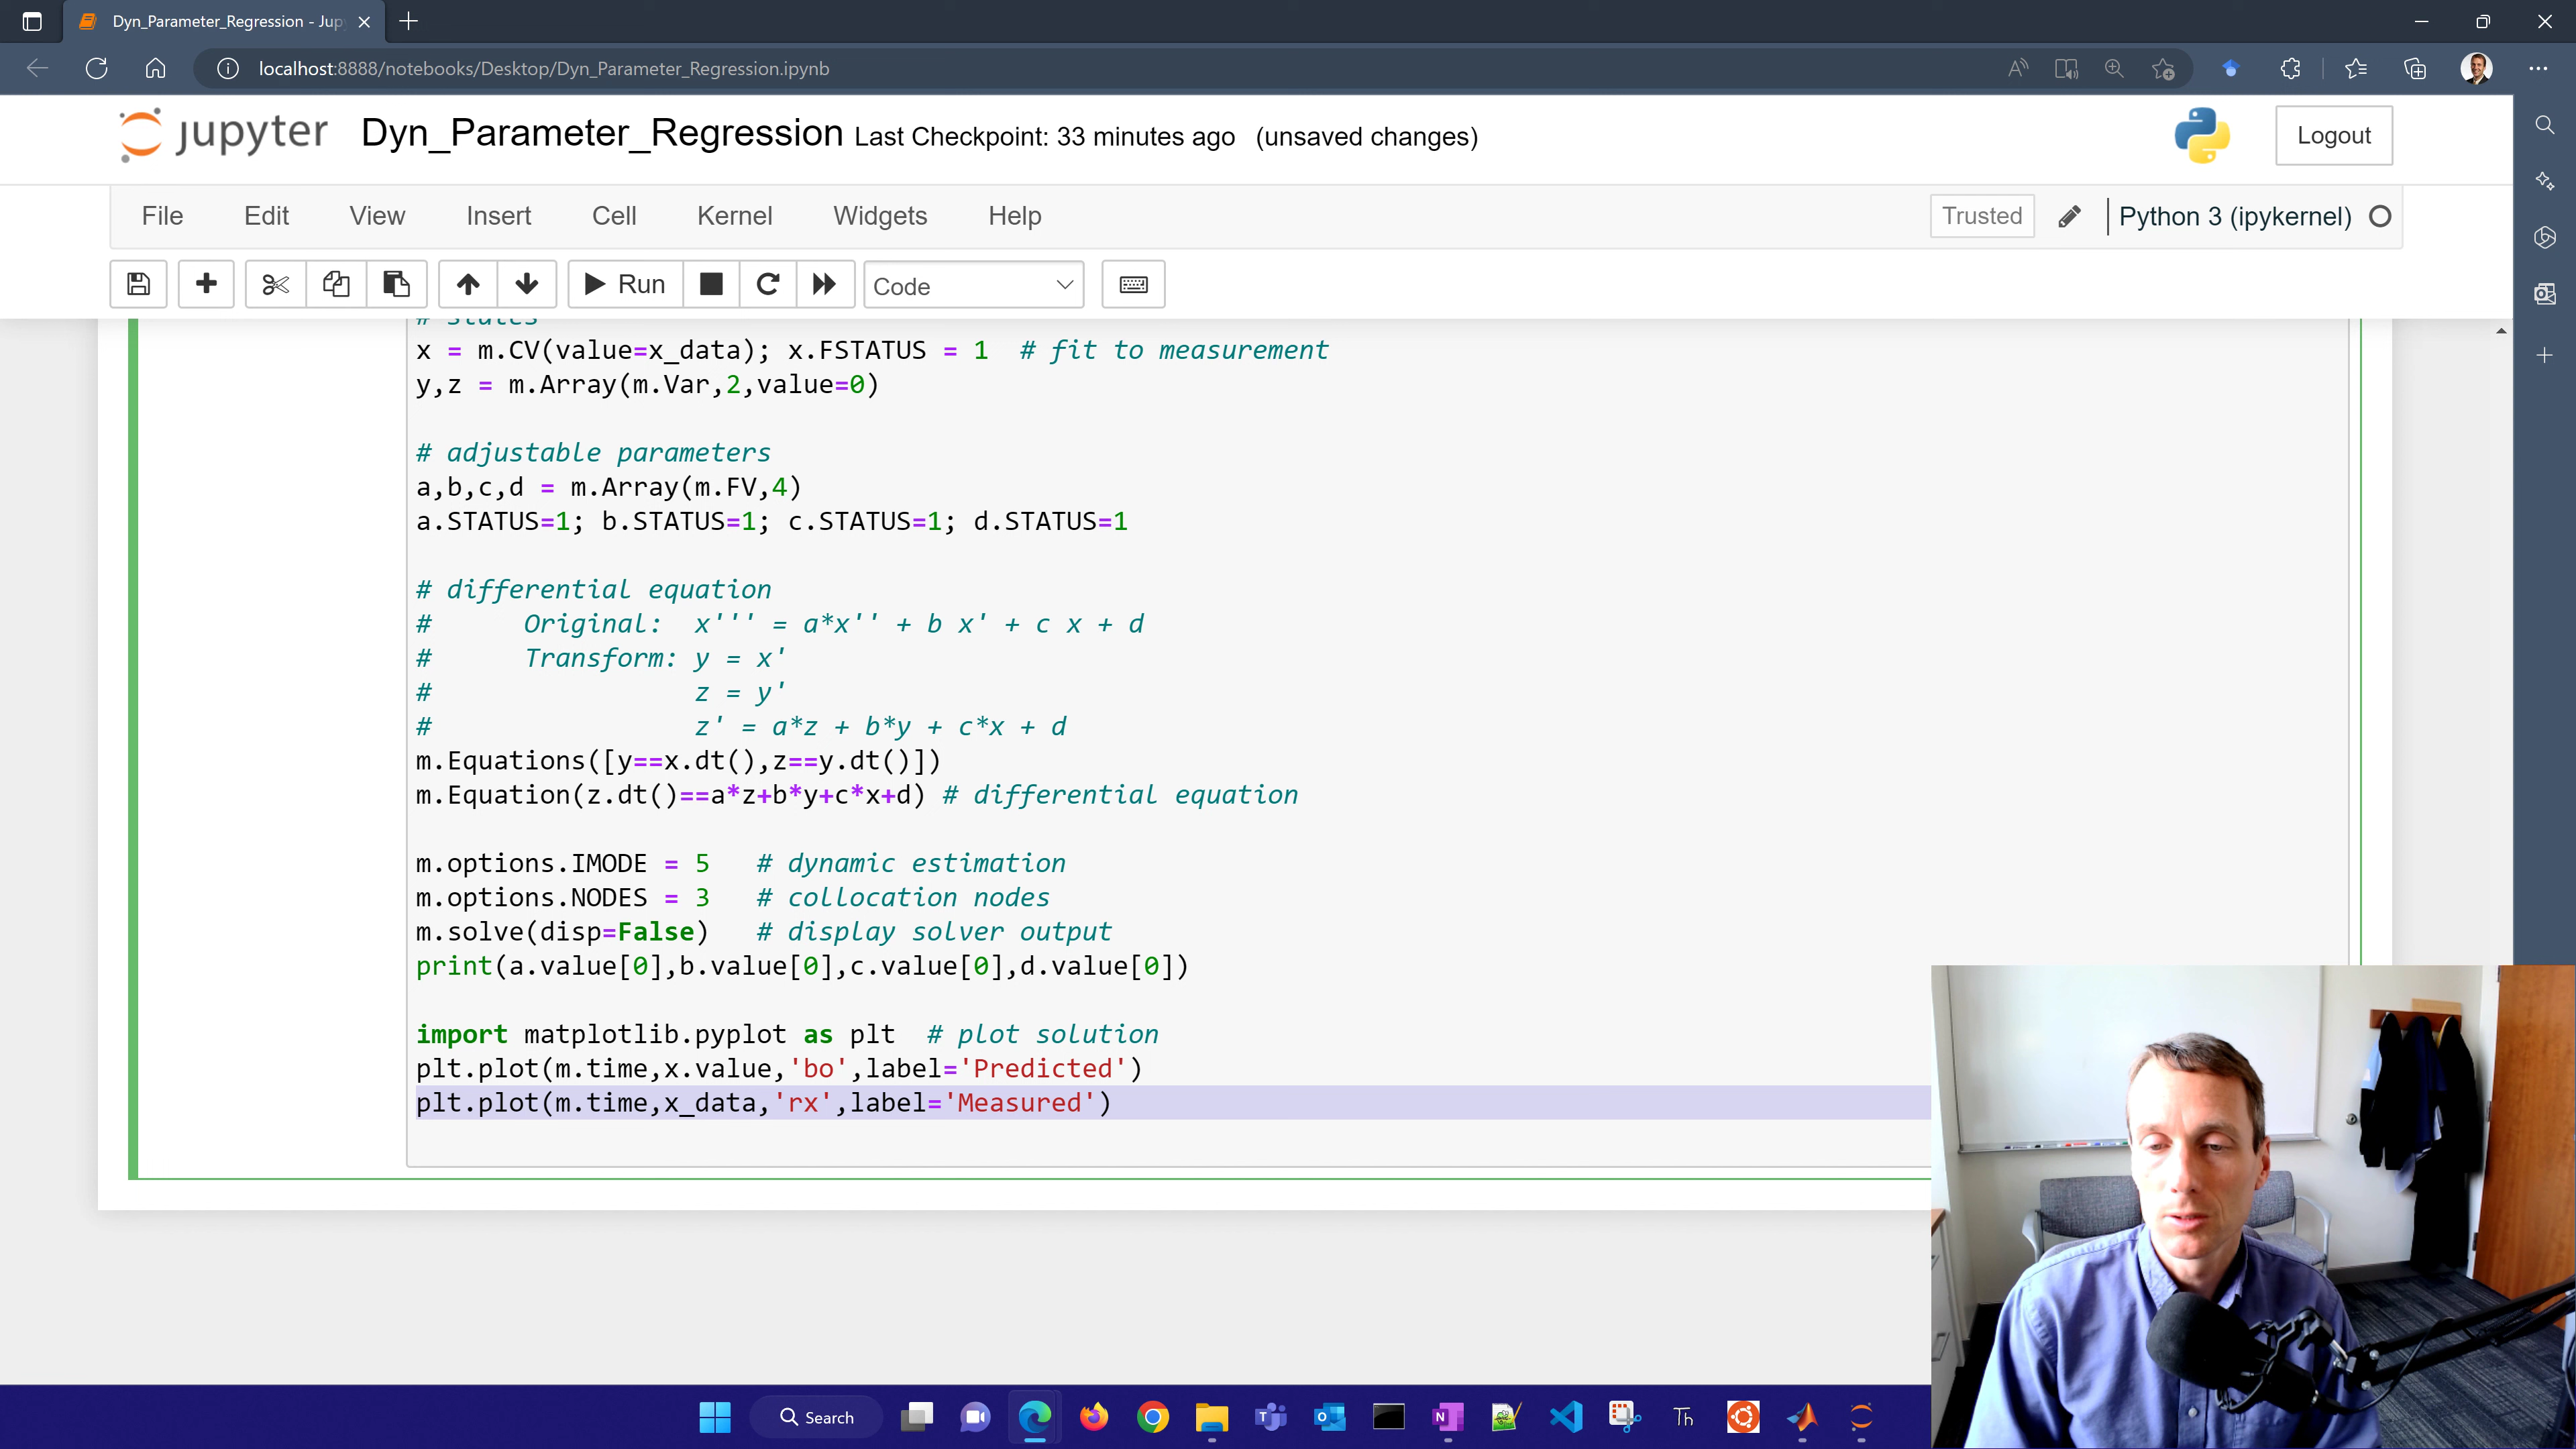 Dyn_Parameter_Regression - Jup
localhost:8888/notebooks/Desktop/Dyn_Parameter_Regression.ipynb
jupyter Dyn_Parameter_Regression Last Checkpoint: 33 minutes ago (unsaved changes)
Logout
File Edit View Insert Cell Kernel Widgets Help
Trusted Python 3 (ipykernel)
Run Code
# states
x = m.CV(value=x_data); x.FSTATUS = 1  # fit to measurement
y,z = m.Array(m.Var,2,value=0)
# adjustable parameters
a,b,c,d = m.Array(m.FV,4)
a.STATUS=1; b.STATUS=1; c.STATUS=1; d.STATUS=1
# differential equation
#      Original:  x''' = a*x'' + b x' + c x + d
#      Transform: y = x'
#                 z = y'
#                 z' = a*z + b*y + c*x + d
m.Equations([y==x.dt(),z==y.dt()])
m.Equation(z.dt()==a*z+b*y+c*x+d) # differential equation
m.options.IMODE = 5   # dynamic estimation
m.options.NODES = 3   # collocation nodes
m.solve(disp=False)   # display solver output
print(a.value[0],b.value[0],c.value[0],d.value[0])
import matplotlib.pyplot as plt  # plot solution
plt.plot(m.time,x.value,'bo',label='Predicted')
plt.plot(m.time,x_data,'rx',label='Measured')
Search
Th